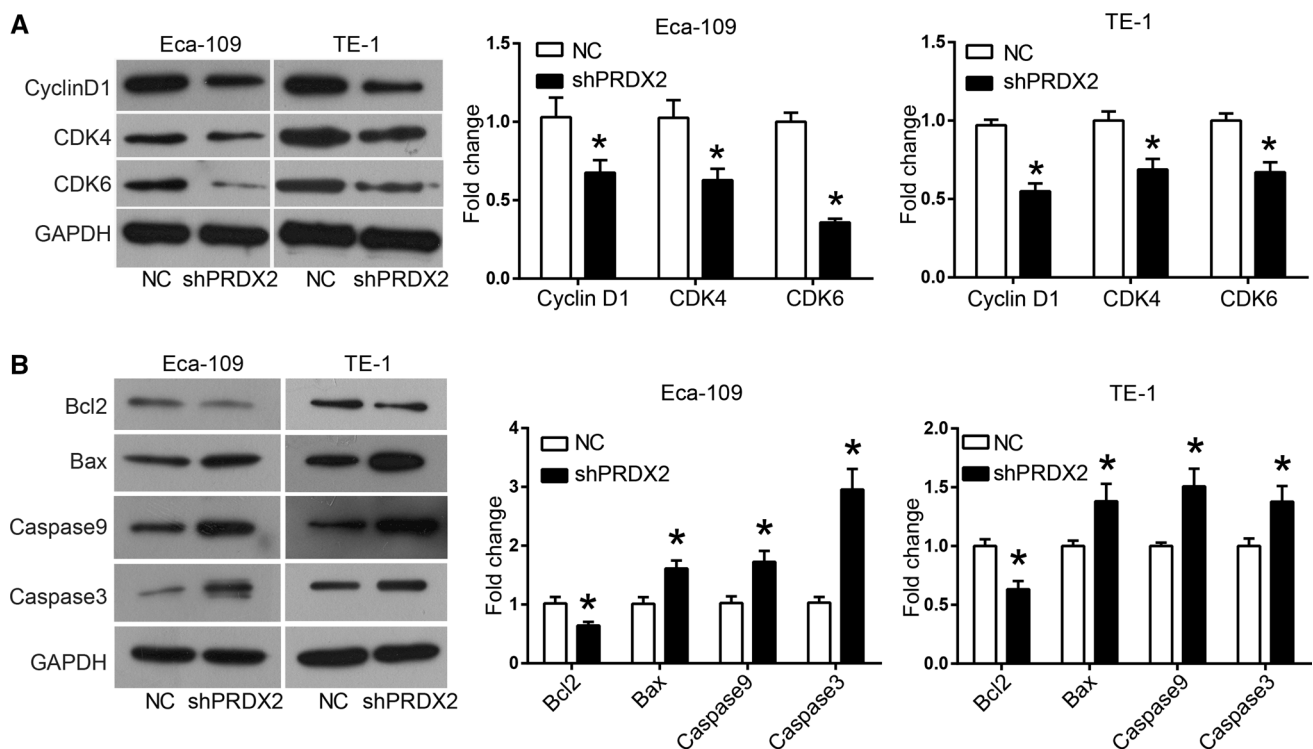 A
Eca-109 TE-1
CyclinD1
CDK4
CDK6
GAPDH
NC shPRDX2 NC shPRDX2
Eca-109
NC
shPRDX2
Fold change
1.5
1.0
0.5
0.0
Cyclin D1 CDK4 CDK6
* * *
TE-1
NC
shPRDX2
Fold change
1.5
1.0
0.5
0.0
Cyclin D1 CDK4 CDK6
* * *
B
Eca-109 TE-1
Bcl2
Bax
Caspase9
Caspase3
GAPDH
NC shPRDX2 NC shPRDX2
Eca-109
NC
shPRDX2
Fold change
4
3
2
1
0
Bcl2 Bax Caspase9 Caspase3
* * * *
TE-1
NC
shPRDX2
Fold change
2.0
1.5
1.0
0.5
0.0
Bcl2 Bax Caspase9 Caspase3
* * * *